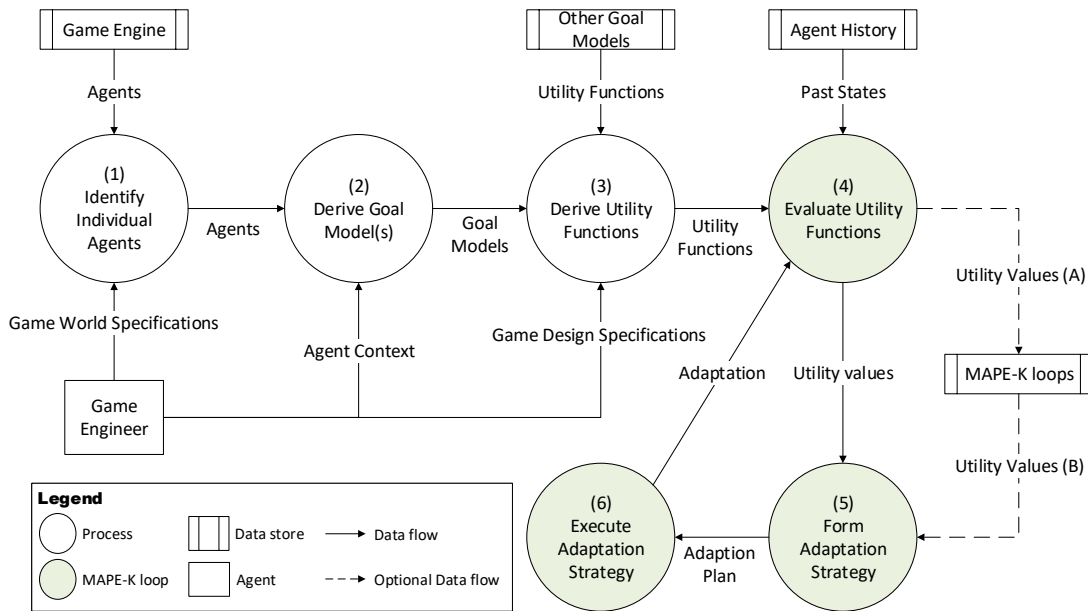 Game Engine
Other Goal
Models
Agent History
Agents
Utility Functions
Past States
(1)
Identify
Individual
Agents
(2)
Derive Goal
Model(s)
(3)
Derive Utility
Functions
(4)
Evaluate Utility
Functions
Agents
Goal
Models
Utility
Functions
Utility Values (A)
Game World Specifications
Agent Context
Game Design Specifications
Adaptation
Utility values
MAPE-K loops
Game
Engineer
Utility Values (B)
(6)
Execute
Adaptation
Strategy
Adaption
Plan
(5)
Form
Adaptation
Strategy
Legend
Process
Data store
Data flow
MAPE-K loop
Agent
Optional Data flow